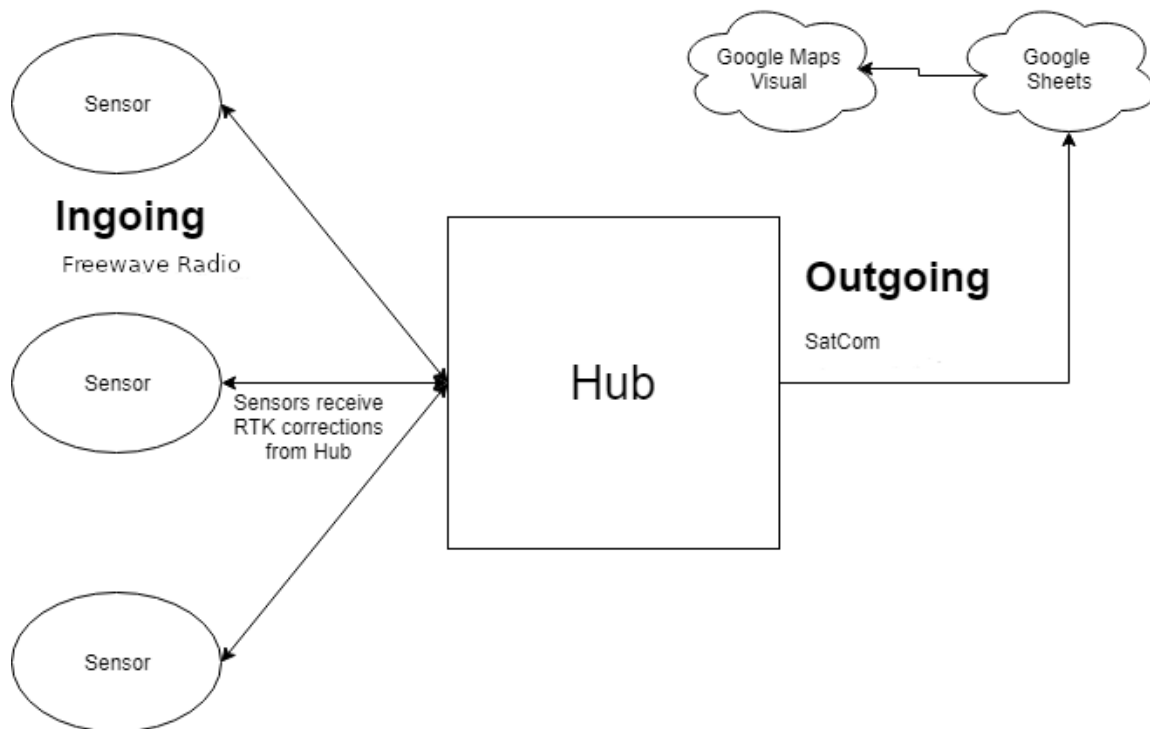 Sensor
Ingoing
Freewave Radio
Sensor
Sensors receive
RTK corrections
from Hub
Sensor
Hub
Google Maps
Visual
Google
Sheets
Outgoing
SatCom